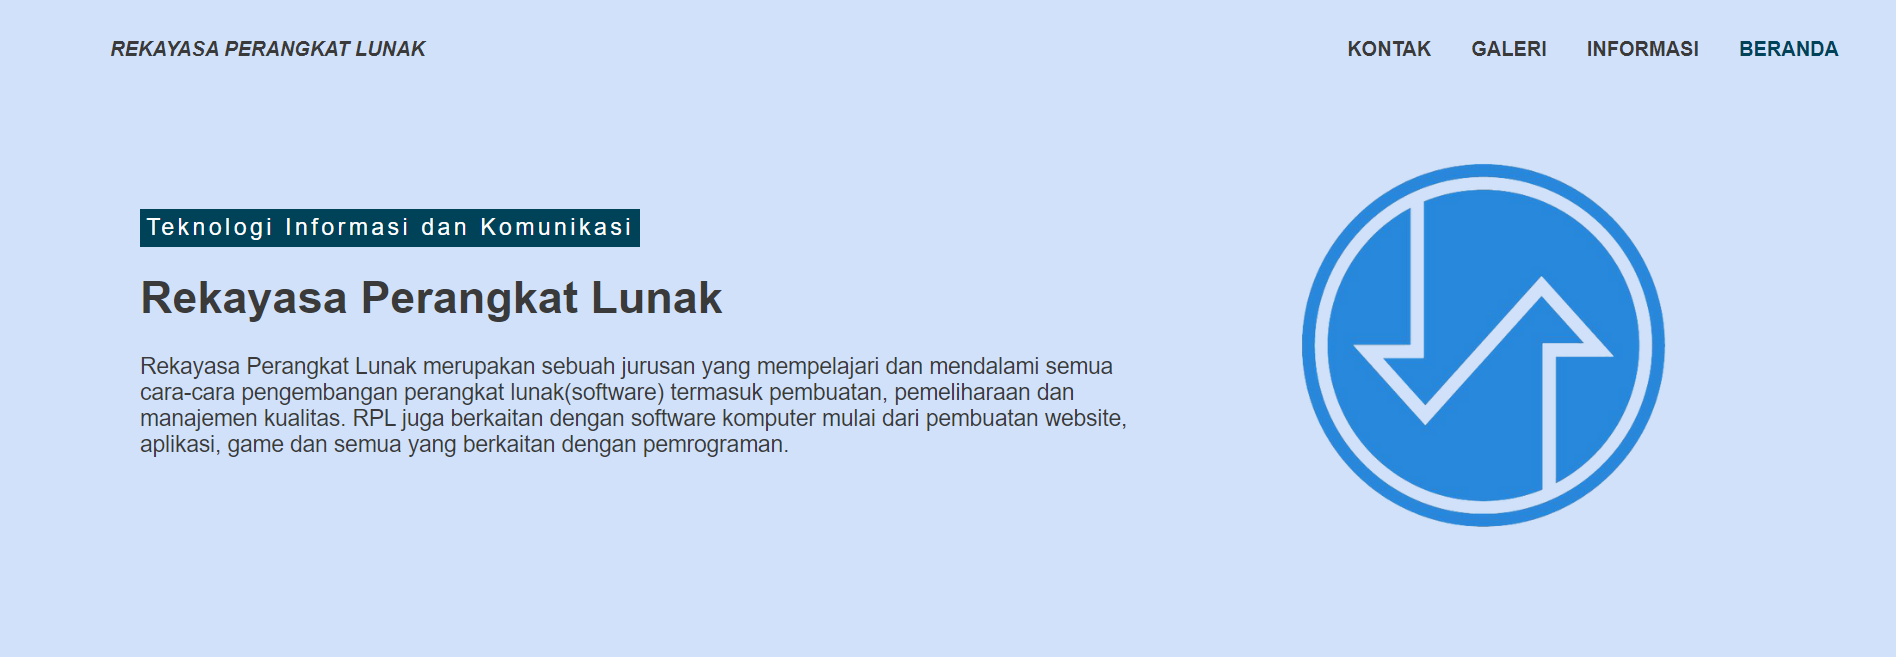 REKAYASA PERANGKAT LUNAK
KONTAK GALERI INFORMASI BERANDA
Teknologi Informasi dan Komunikasi
Rekayasa Perangkat Lunak
Rekayasa Perangkat Lunak merupakan sebuah jurusan yang mempelajari dan mendalami semua
cara-cara pengembangan perangkat lunak(software) termasuk pembuatan, pemeliharaan dan
manajemen kualitas. RPL juga berkaitan dengan software komputer mulai dari pembuatan website,
aplikasi, game dan semua yang berkaitan dengan pemrograman.